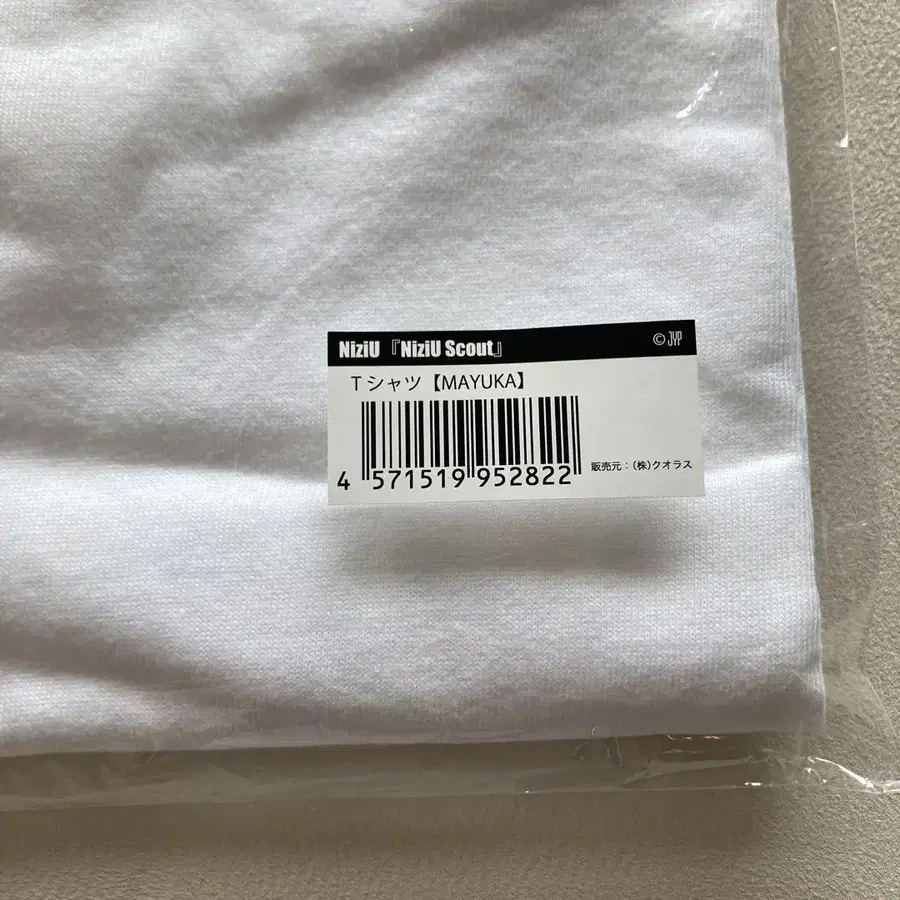 NiziU『NiziU Scout』 ©JYP
Tシャツ【MAYUKA】
4 571519 952822
販売元：(株)クオラス